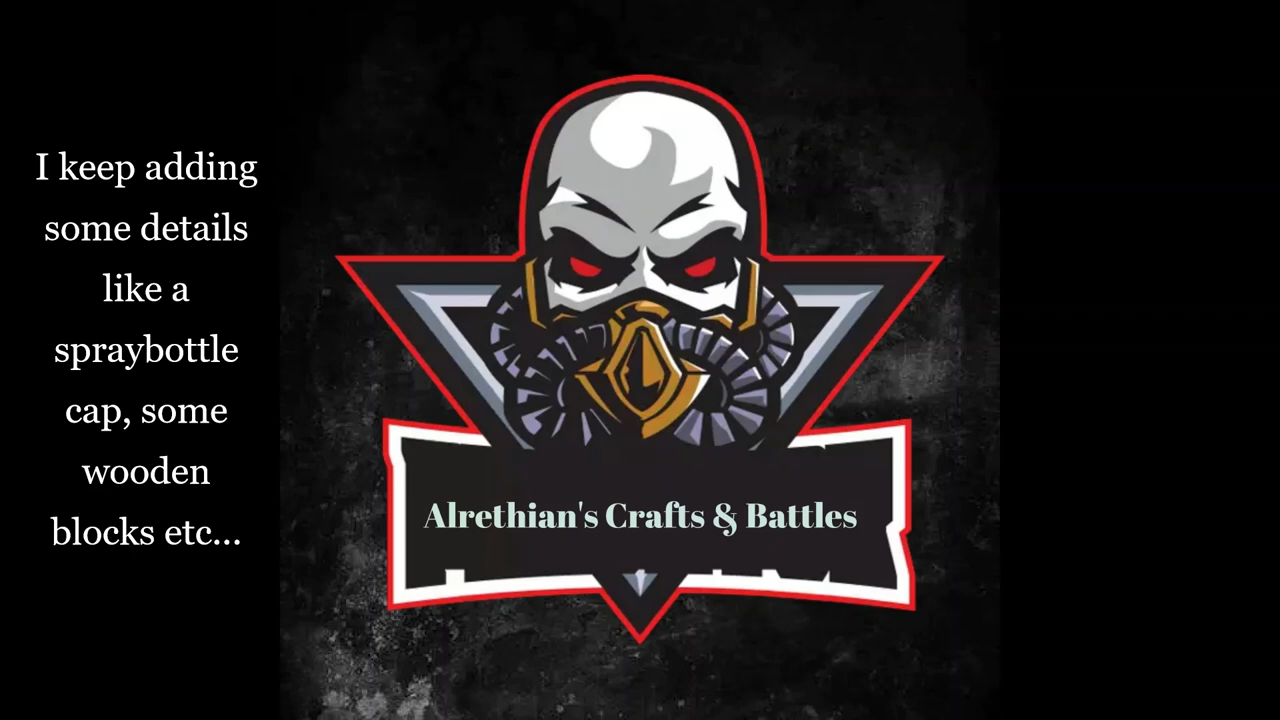 I keep adding
some details
like a
spraybottle
cap, some
wooden
blocks etc...
Alrethian's Crafts & Battles